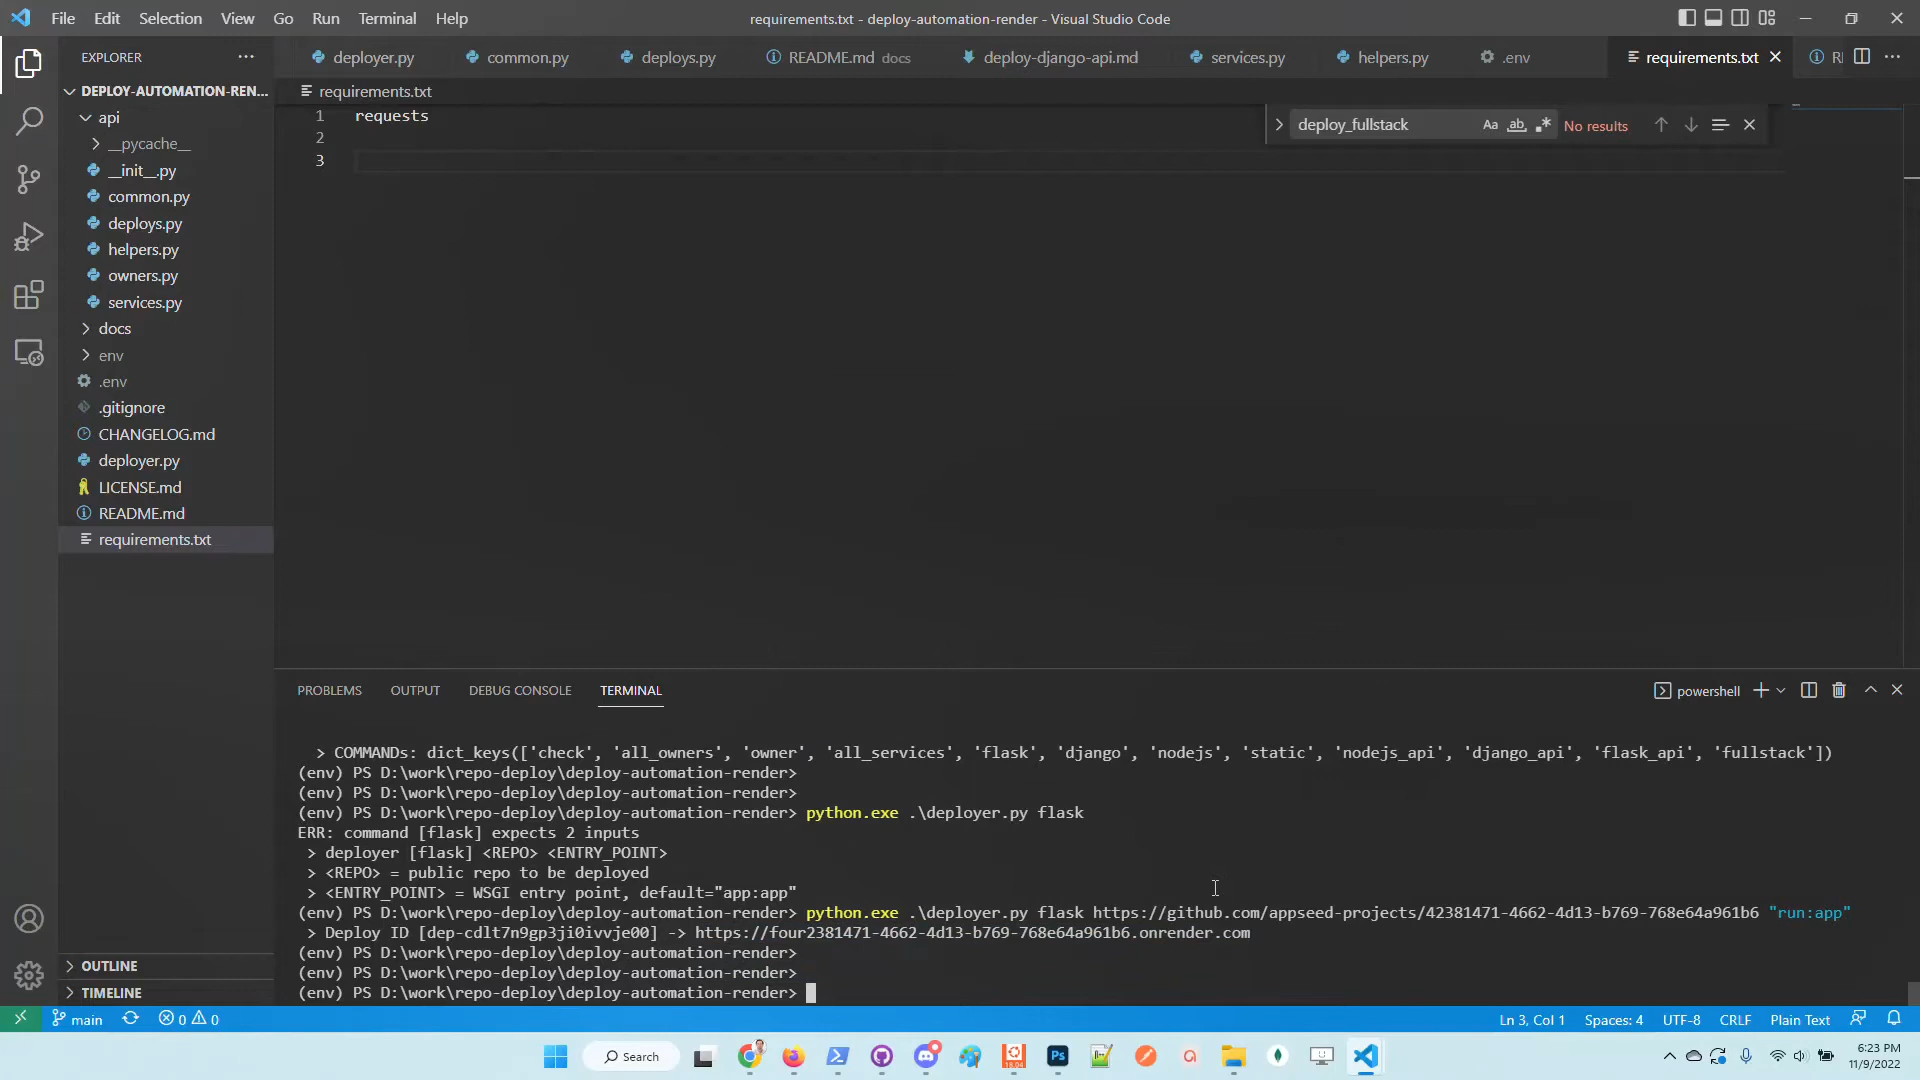 File Edit Selection View Go Run Terminal Help
requirements.txt - deploy-automation-render - Visual Studio Code
EXPLORER
deployer.py
common.py
deploys.py
README.md docs
deploy-django-api.md
services.py
helpers.py
.env
requirements.txt
DEPLOY-AUTOMATION-REN...
api
__pycache__
__init__.py
common.py
deploys.py
helpers.py
owners.py
services.py
docs
env
.env
.gitignore
CHANGELOG.md
deployer.py
LICENSE.md
README.md
requirements.txt
OUTLINE
TIMELINE
requirements.txt
1 requests
2
3
deploy_fullstack
Aa ab No results
PROBLEMS OUTPUT DEBUG CONSOLE TERMINAL
powershell
> COMMANDs: dict_keys(['check', 'all_owners', 'owner', 'all_services', 'flask', 'django', 'nodejs', 'static', 'nodejs_api', 'django_api', 'flask_api', 'fullstack'])
(env) PS D:\work\repo-deploy\deploy-automation-render>
(env) PS D:\work\repo-deploy\deploy-automation-render>
(env) PS D:\work\repo-deploy\deploy-automation-render> python.exe .\deployer.py flask
ERR: command [flask] expects 2 inputs
> deployer [flask] <REPO> <ENTRY_POINT>
> <REPO> = public repo to be deployed
> <ENTRY_POINT> = WSGI entry point, default="app:app"
(env) PS D:\work\repo-deploy\deploy-automation-render> python.exe .\deployer.py flask https://github.com/appseed-projects/42381471-4662-4d13-b769-768e64a961b6 "run:app"
> Deploy ID [dep-cdlt7n9gp3ji0ivvje00] -> https://four2381471-4662-4d13-b769-768e64a961b6.onrender.com
(env) PS D:\work\repo-deploy\deploy-automation-render>
(env) PS D:\work\repo-deploy\deploy-automation-render>
(env) PS D:\work\repo-deploy\deploy-automation-render>
main
0 0
Ln 3, Col 1 Spaces: 4 UTF-8 CRLF Plain Text
Search
Ps
18.04
6:23 PM
11/9/2022